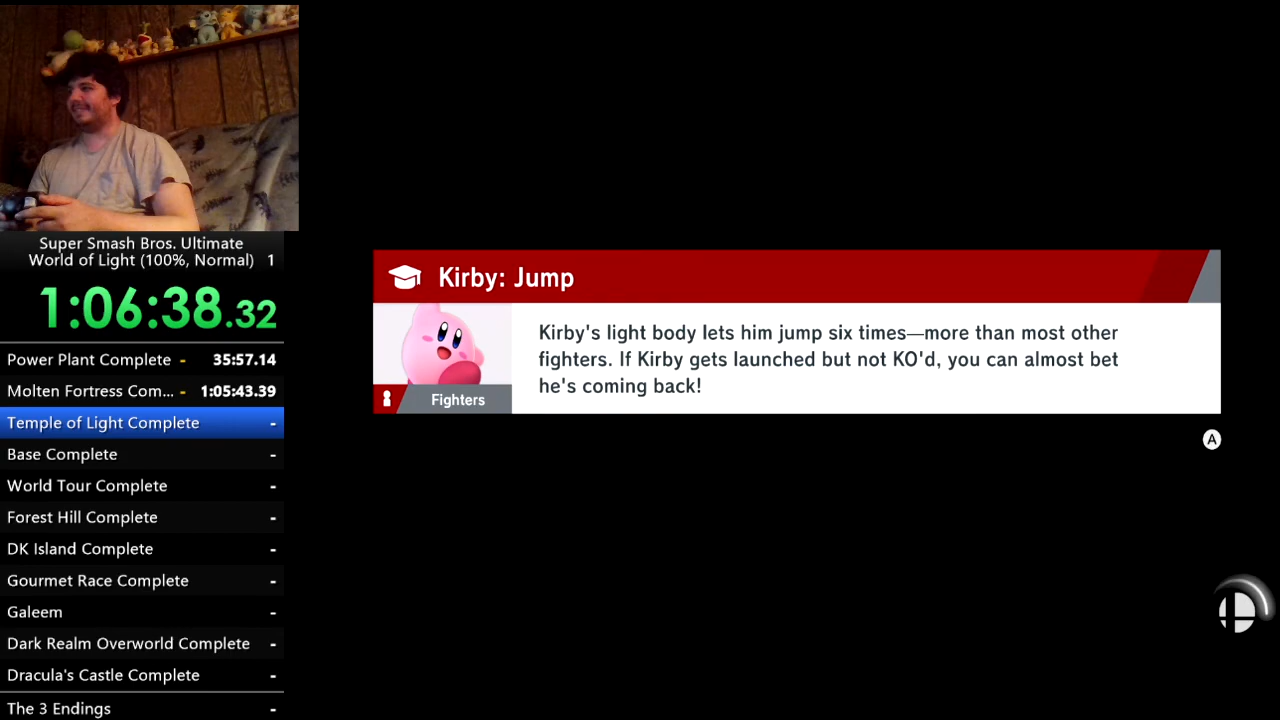 Super Smash Bros. Ultimate
World of Light (100%, Normal) 1
1:06:38.32
Power Plant Complete - 35:57.14
Molten Fortress Com... - 1:05:43.39
Temple of Light Complete -
Base Complete -
World Tour Complete -
Forest Hill Complete -
DK Island Complete -
Gourmet Race Complete -
Galeem -
Dark Realm Overworld Complete -
Dracula's Castle Complete -
The 3 Endings -
Kirby: Jump
Kirby's light body lets him jump six times—more than most other
fighters. If Kirby gets launched but not KO'd, you can almost bet
he's coming back!
Fighters
A